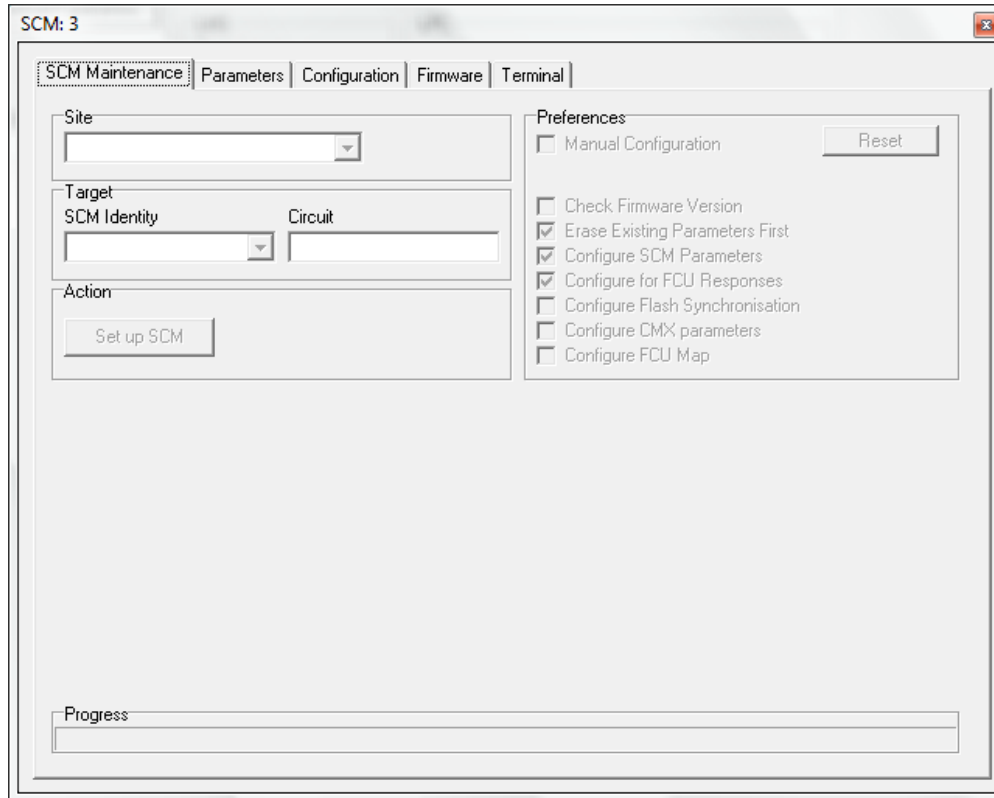 SCM: 3
SCM Maintenance Parameters Configuration Firmware Terminal
Site
Target
SCM Identity Circuit
Action
Set up SCM
Preferences
Manual Configuration Reset
Check Firmware Version
Erase Existing Parameters First
Configure SCM Parameters
Configure for FCU Responses
Configure Flash Synchronisation
Configure CMX parameters
Configure FCU Map
Progress